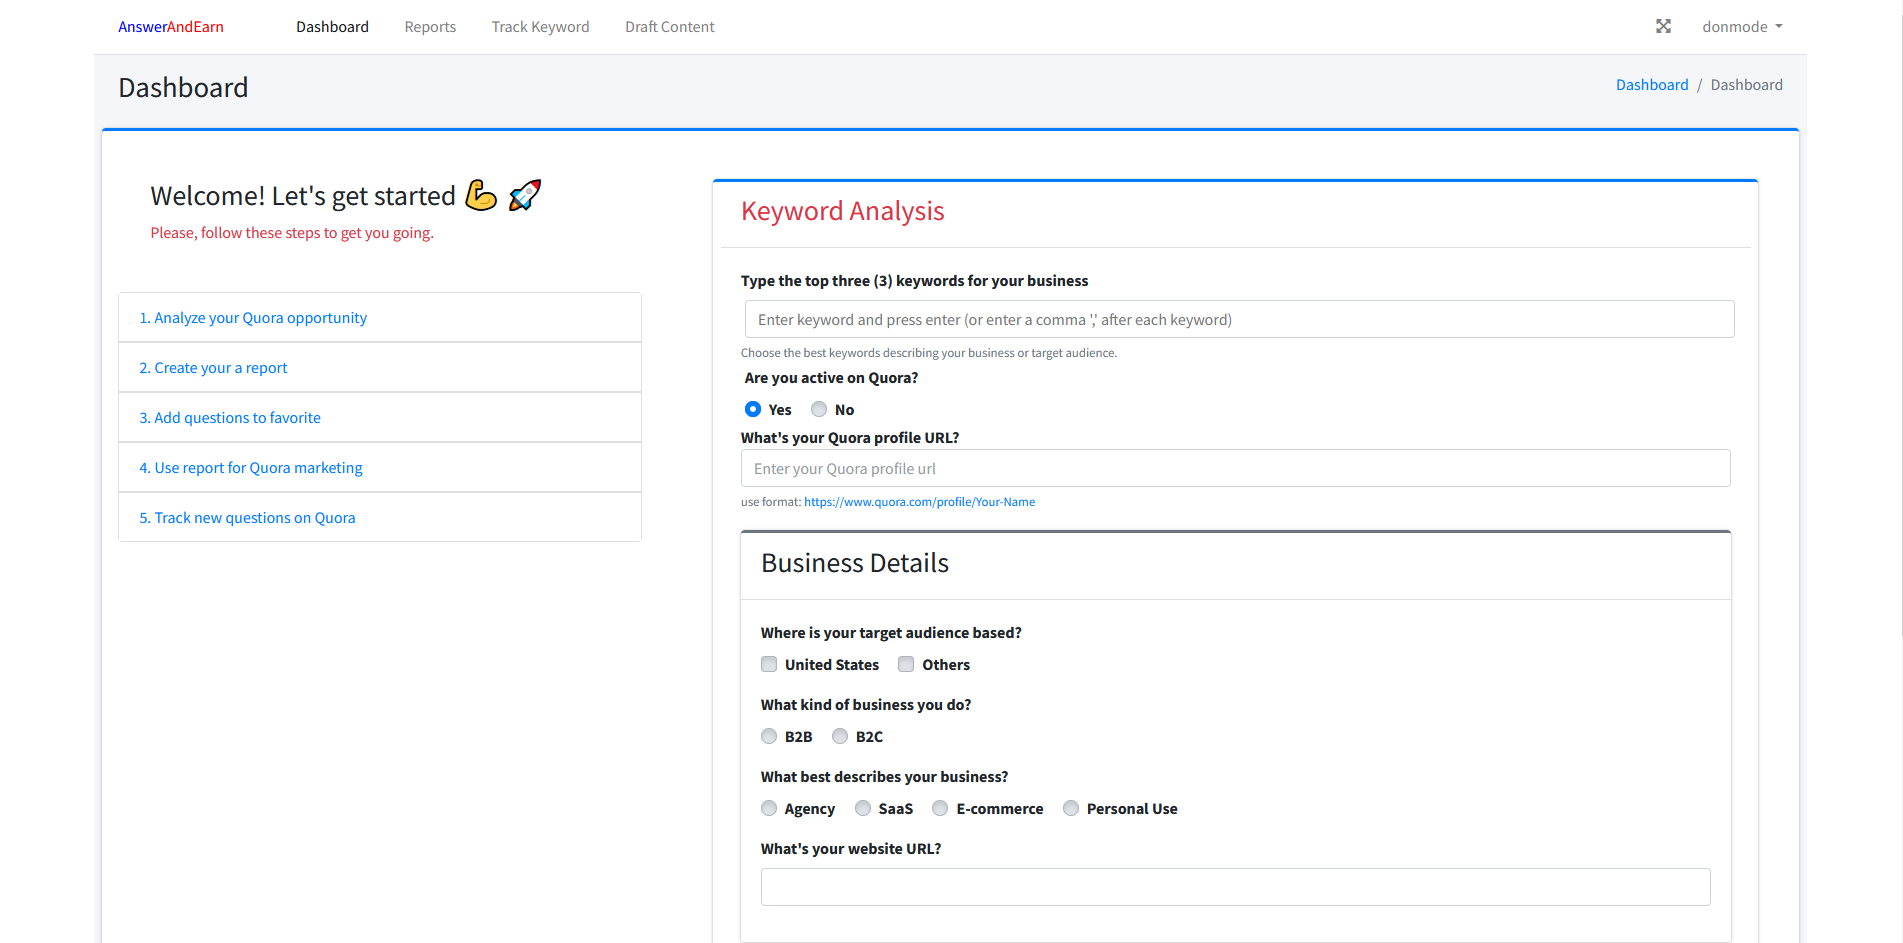 AnswerAndEarn Dashboard Reports Track Keyword Draft Content donmode
Dashboard
Dashboard / Dashboard
Welcome! Let's get started 💪 🚀
Please, follow these steps to get you going.
1. Analyze your Quora opportunity
2. Create your a report
3. Add questions to favorite
4. Use report for Quora marketing
5. Track new questions on Quora
Keyword Analysis
Type the top three (3) keywords for your business
Enter keyword and press enter (or enter a comma ',' after each keyword)
Choose the best keywords describing your business or target audience.
Are you active on Quora?
Yes No
What's your Quora profile URL?
Enter your Quora profile url
use format: https://www.quora.com/profile/Your-Name
Business Details
Where is your target audience based?
United States Others
What kind of business you do?
B2B B2C
What best describes your business?
Agency SaaS E-commerce Personal Use
What's your website URL?